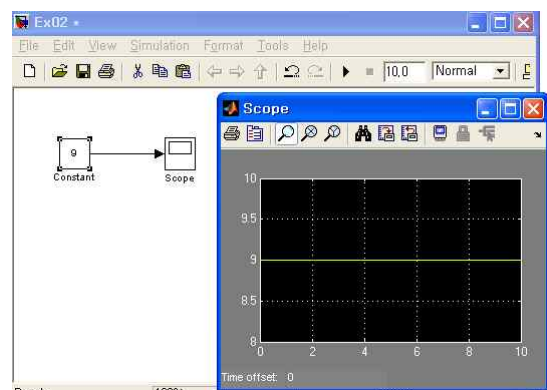 Ex02 *
File Edit View Simulation Format Tools Help
10,0 Normal
9
Constant
Scope
Scope
10
9.5
9
8.5
8
0 2 4 6 8 10
Time offset: 0